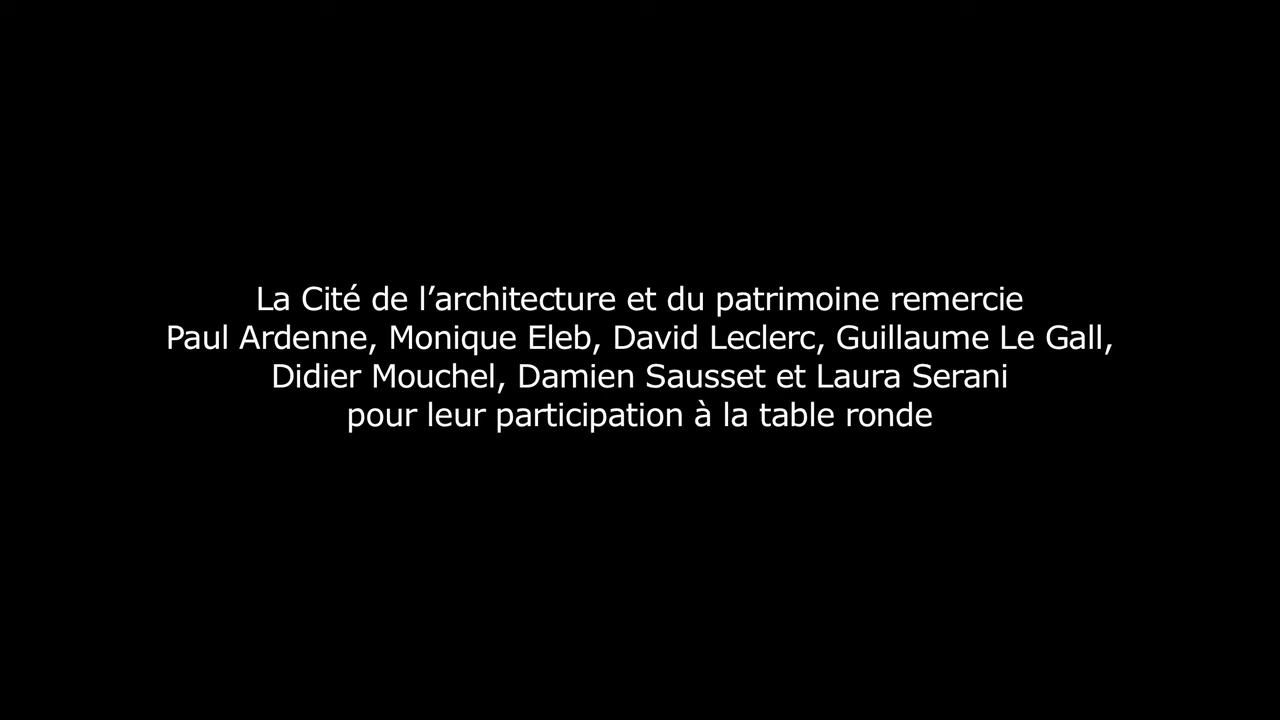 La Cité de l’architecture et du patrimoine remercie
Paul Ardenne, Monique Eleb, David Leclerc, Guillaume Le Gall,
Didier Mouchel, Damien Sausset et Laura Serani
pour leur participation à la table ronde